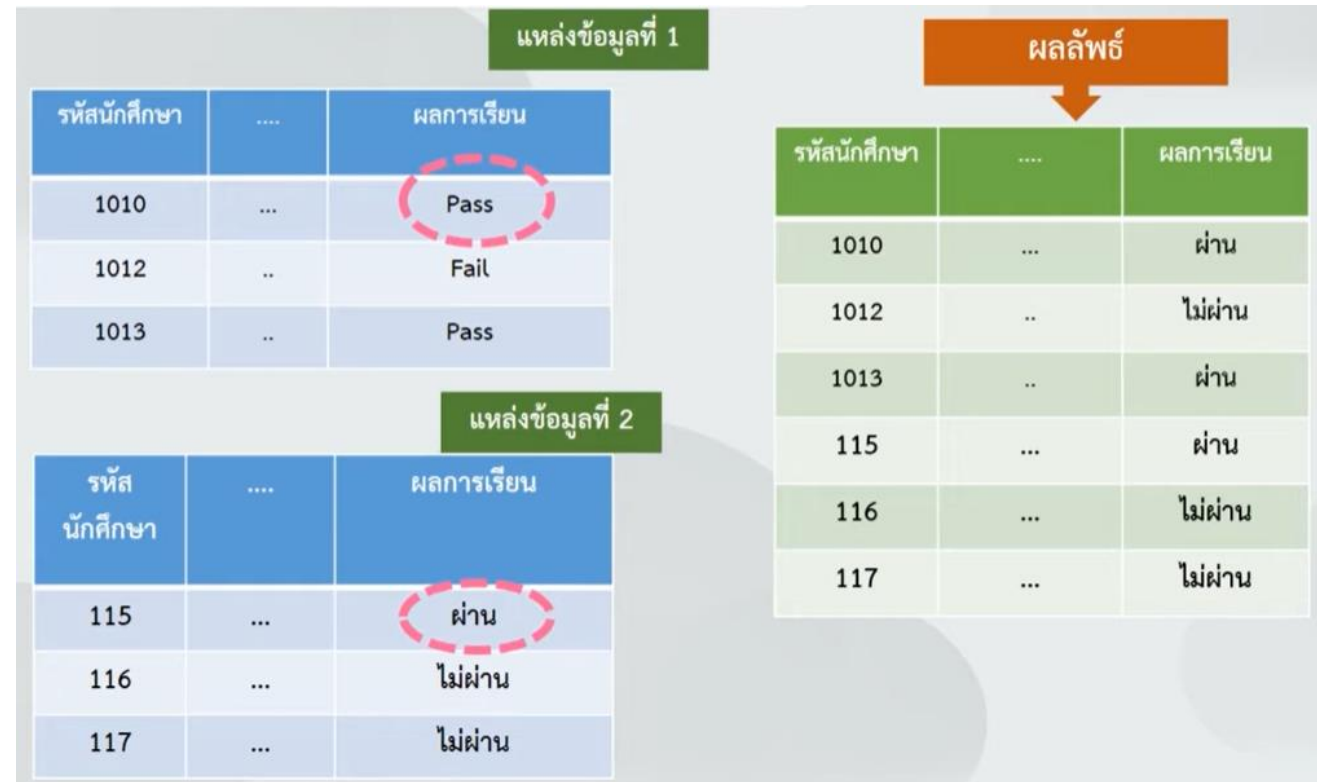 แหล่งข้อมูลที่ 1
รหัสนักศึกษา .... ผลการเรียน
1010 ... Pass
1012 .. Fail
1013 .. Pass
แหล่งข้อมูลที่ 2
รหัส
นักศึกษา .... ผลการเรียน
115 ... ผ่าน
116 ... ไม่ผ่าน
117 ... ไม่ผ่าน
ผลลัพธ์
รหัสนักศึกษา .... ผลการเรียน
1010 ... ผ่าน
1012 .. ไม่ผ่าน
1013 .. ผ่าน
115 ... ผ่าน
116 ... ไม่ผ่าน
117 ... ไม่ผ่าน